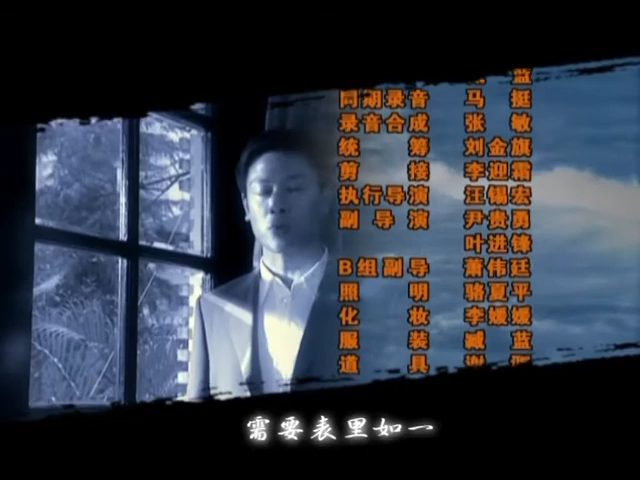 蓝
同期录音 马挺
录音合成 张敏
统筹 刘金旗
剪接 李迎霜
执行导演 汪锡宏
副导演 尹贵勇
叶进锋
B组副导 萧伟廷
照明 骆夏平
化妆 李媛媛
服装 臧蓝
道具 谢
需要表里如一